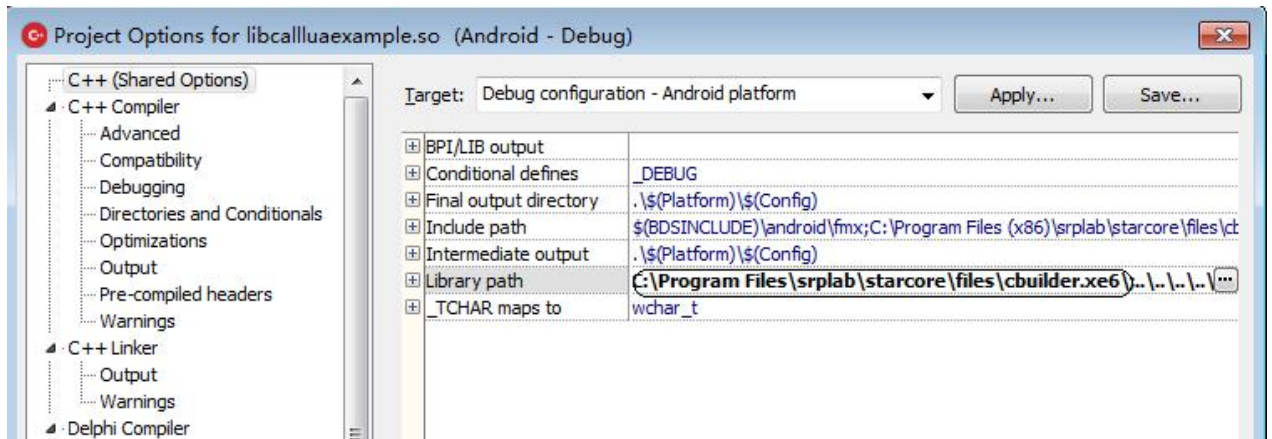 Project Options for libcallluaexample.so (Android - Debug)
C++ (Shared Options)
C++ Compiler
Advanced
Compatibility
Debugging
Directories and Conditionals
Optimizations
Output
Pre-compiled headers
Warnings
C++ Linker
Output
Warnings
Delphi Compiler
Target: Debug configuration - Android platform
Apply...
Save...
BPI/LIB output
Conditional defines _DEBUG
Final output directory .\$(Platform)\$(Config)
Include path $(BDSINCLUDE)\android\fmx;C:\Program Files (x86)\srplab\starcore\files\cb
Intermediate output .\$(Platform)\$(Config)
Library path C:\Program Files\srplab\starcore\files\cbuilder.xe6\;..\..\..\..\ ...
_TCHAR maps to wchar_t